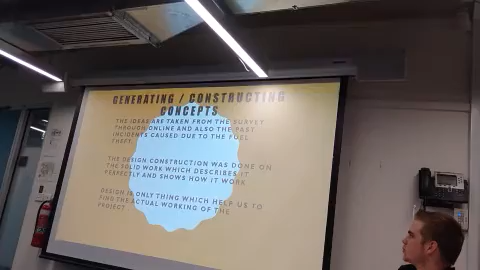 GENERATING / CONSTRUCTING
CONCEPTS
THE IDEAS ARE TAKEN FROM THE SURVEY
THROUGH ONLINE AND ALSO THE PAST
INCIDENTS CAUSED DUE TO THE FUEL
THEFT.
THE DESIGN CONSTRUCTION WAS DONE ON
THE SOLID WORK WHICH DESCRIBES IT
PERFECTLY AND SHOWS HOW IT WORK
DESIGN IS ONLY THING WHICH HELP US TO
FIND THE ACTUAL WORKING OF THE
PROJECT